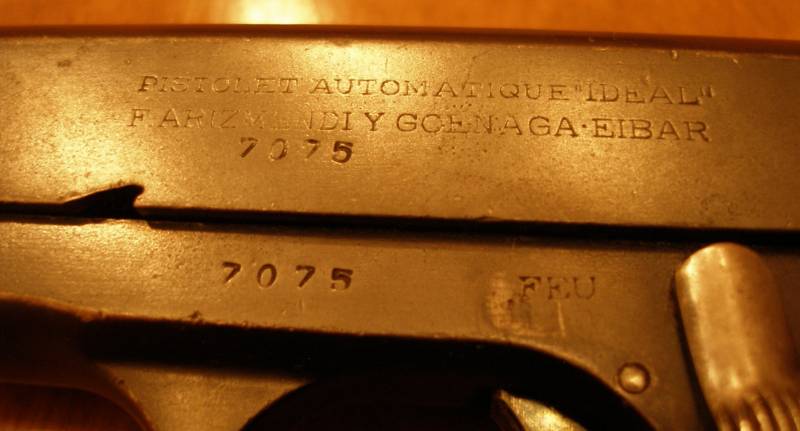 PISTOLET AUTOMATIQUE "IDEAL"
F. ARIZMENDI Y GOENAGA·EIBAR
7075
7075 FEU